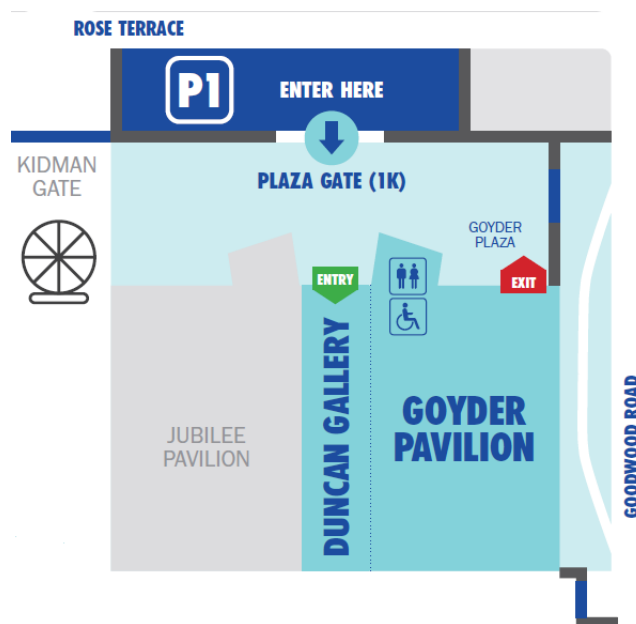 ROSE TERRACE
P1
ENTER HERE
KIDMAN
GATE
PLAZA GATE (1K)
GOYDER
PLAZA
ENTRY
EXIT
JUBILEE
PAVILION
DUNCAN GALLERY
GOYDER
PAVILION
GOODWOOD ROAD